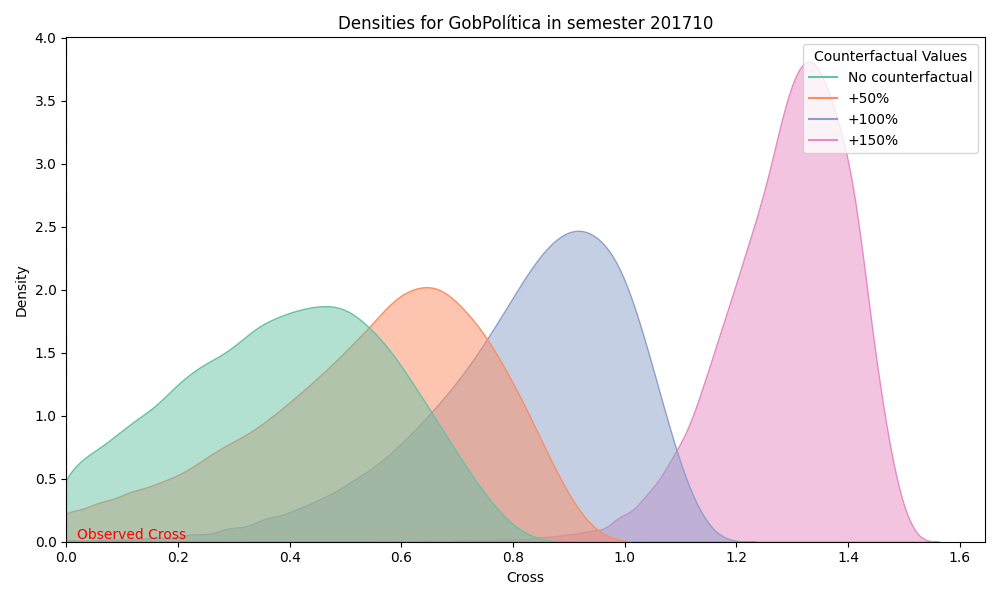 Densities for GobPolítica in semester 201710
Counterfactual Values
No counterfactual
+50%
+100%
+150%
Density
4.0
3.5
3.0
2.5
2.0
1.5
1.0
0.5
0.0
Observed Cross
0.0 0.2 0.4 0.6 0.8 1.0 1.2 1.4 1.6
Cross